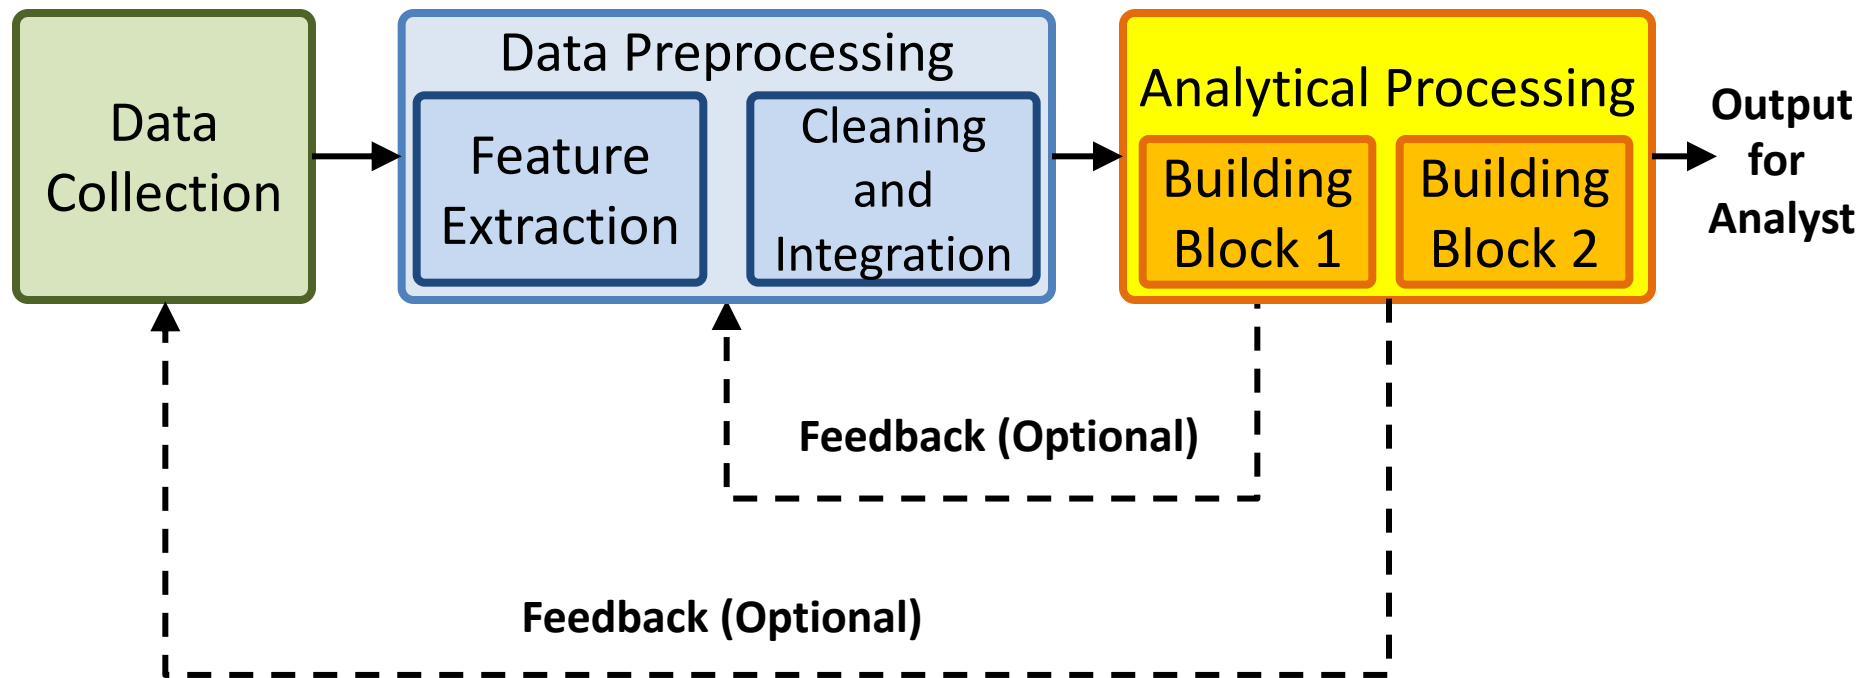 Data
Collection
Data Preprocessing
Feature
Extraction
Cleaning
and
Integration
Analytical Processing
Building
Block 1
Building
Block 2
Output
for
Analyst
Feedback (Optional)
Feedback (Optional)